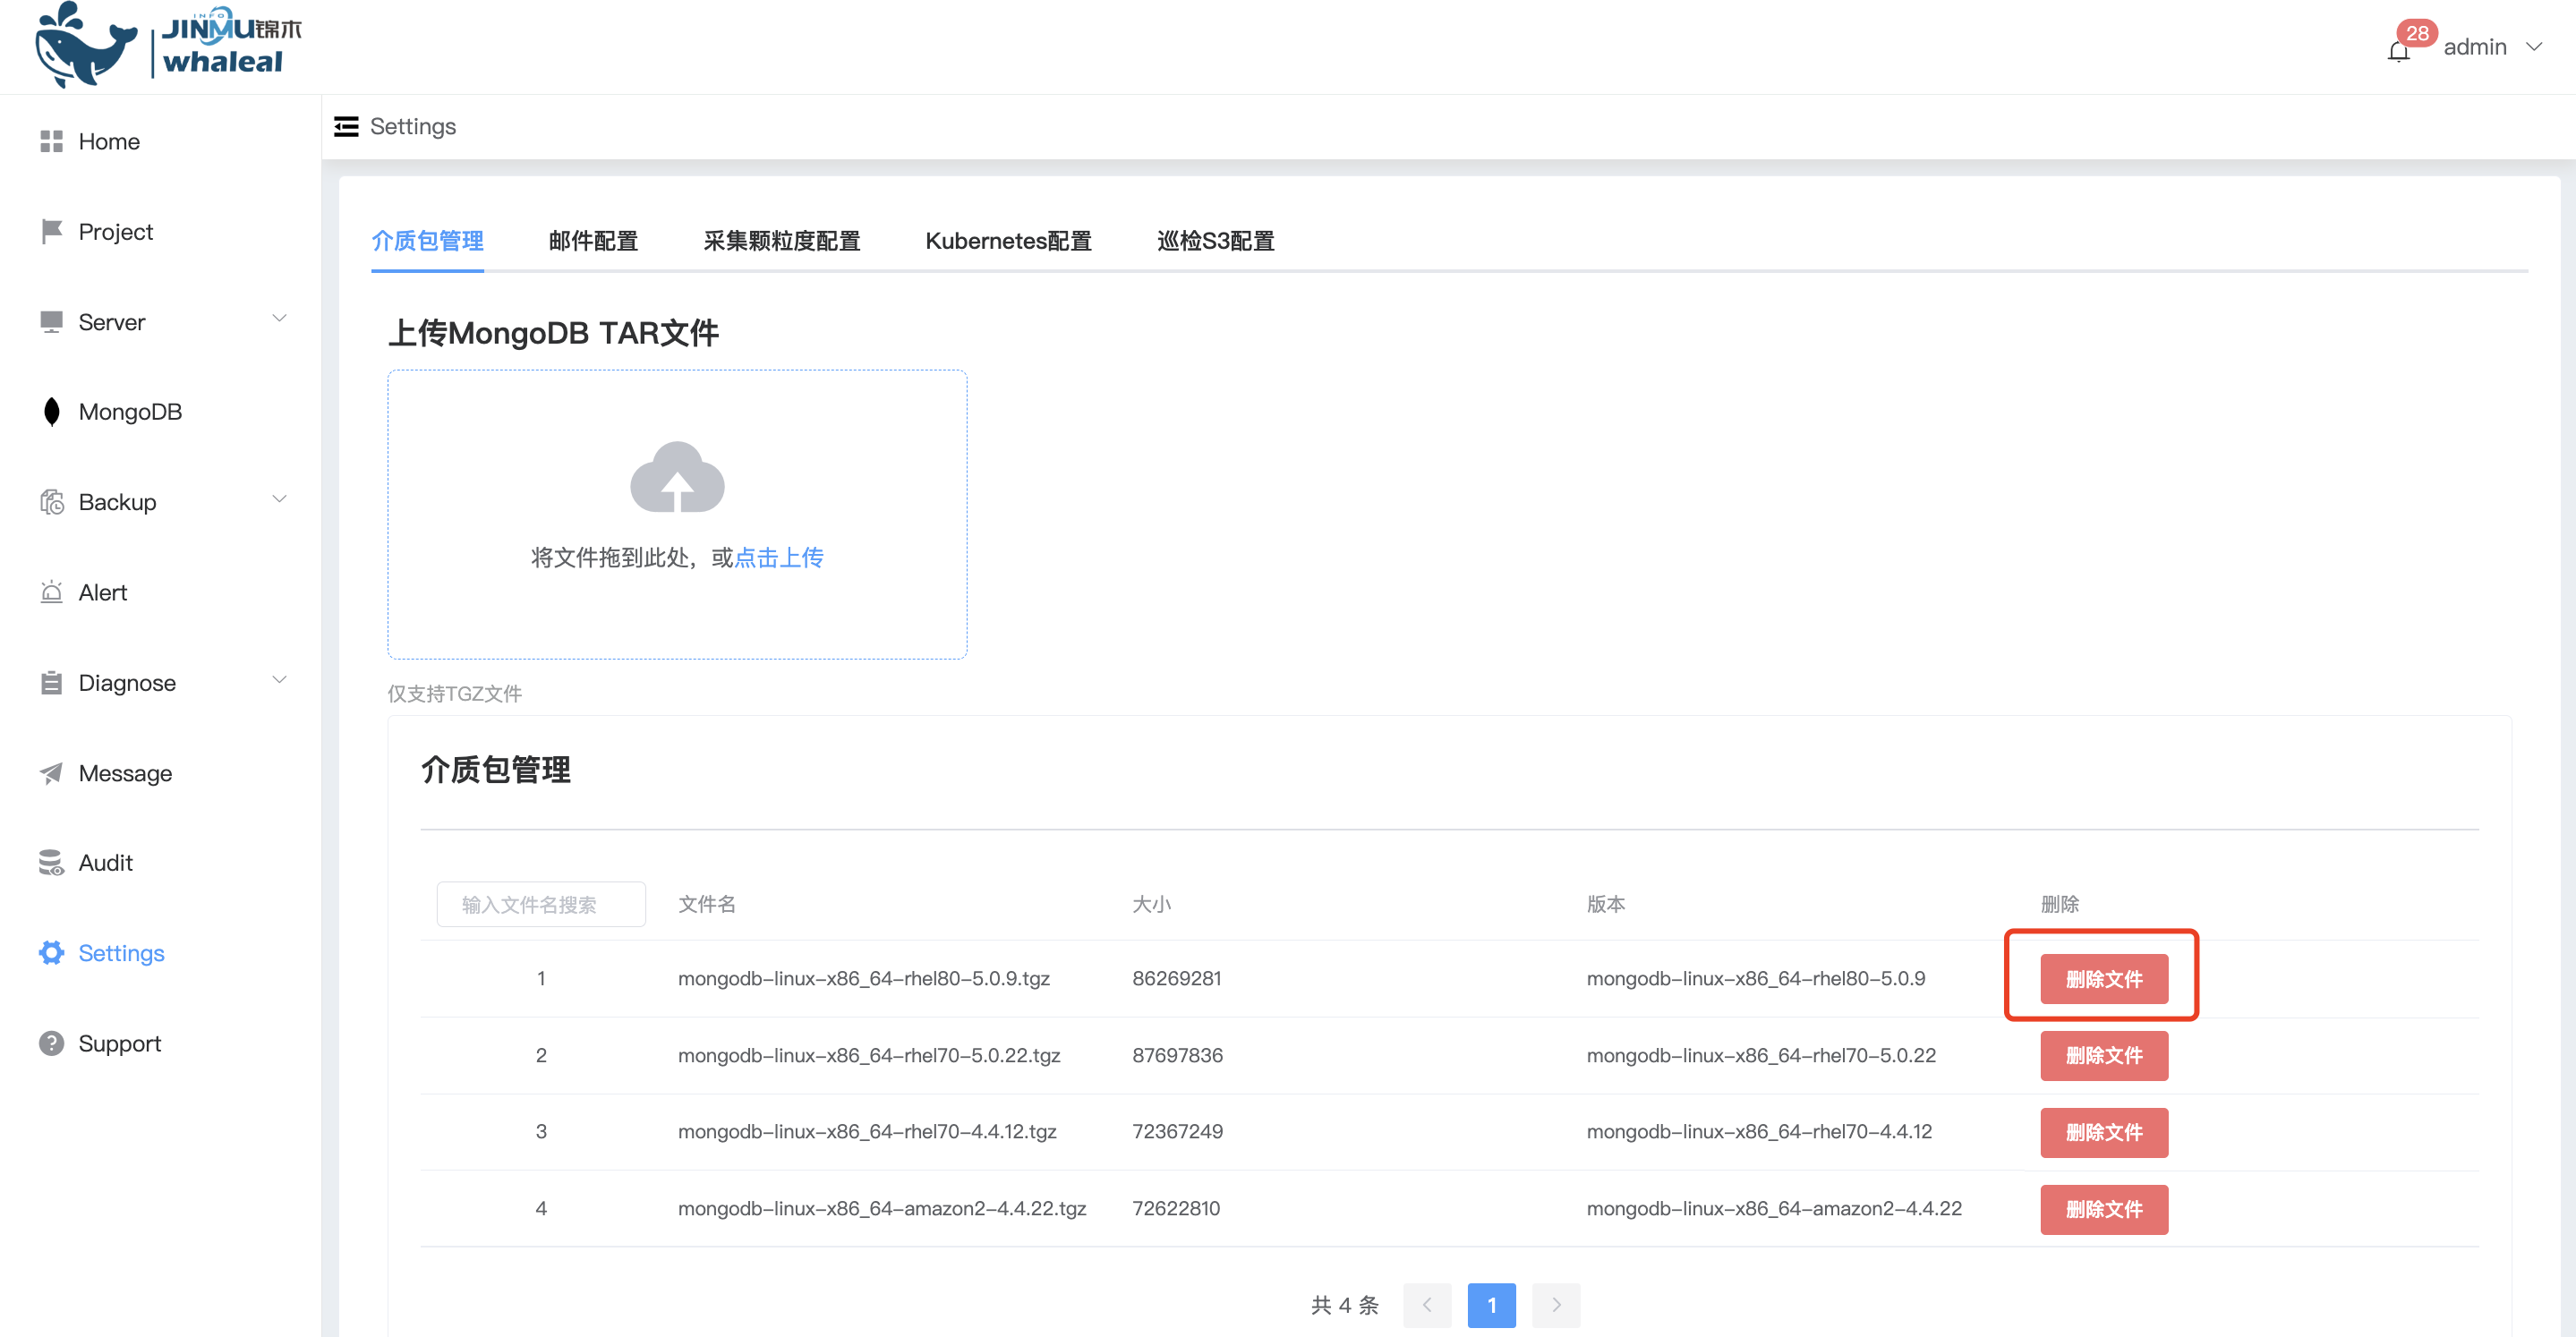 INFO
JINMU锦木
whaleal
28
admin
Home
Project
Server
MongoDB
Backup
Alert
Diagnose
Message
Audit
Settings
Support
Settings
介质包管理 邮件配置 采集颗粒度配置 Kubernetes配置 巡检S3配置
上传MongoDB TAR文件
将文件拖到此处，或点击上传
仅支持TGZ文件
介质包管理
输入文件名搜索 文件名 大小 版本 删除
1 mongodb-linux-x86_64-rhel80-5.0.9.tgz 86269281 mongodb-linux-x86_64-rhel80-5.0.9 删除文件
2 mongodb-linux-x86_64-rhel70-5.0.22.tgz 87697836 mongodb-linux-x86_64-rhel70-5.0.22 删除文件
3 mongodb-linux-x86_64-rhel70-4.4.12.tgz 72367249 mongodb-linux-x86_64-rhel70-4.4.12 删除文件
4 mongodb-linux-x86_64-amazon2-4.4.22.tgz 72622810 mongodb-linux-x86_64-amazon2-4.4.22 删除文件
共 4 条 1